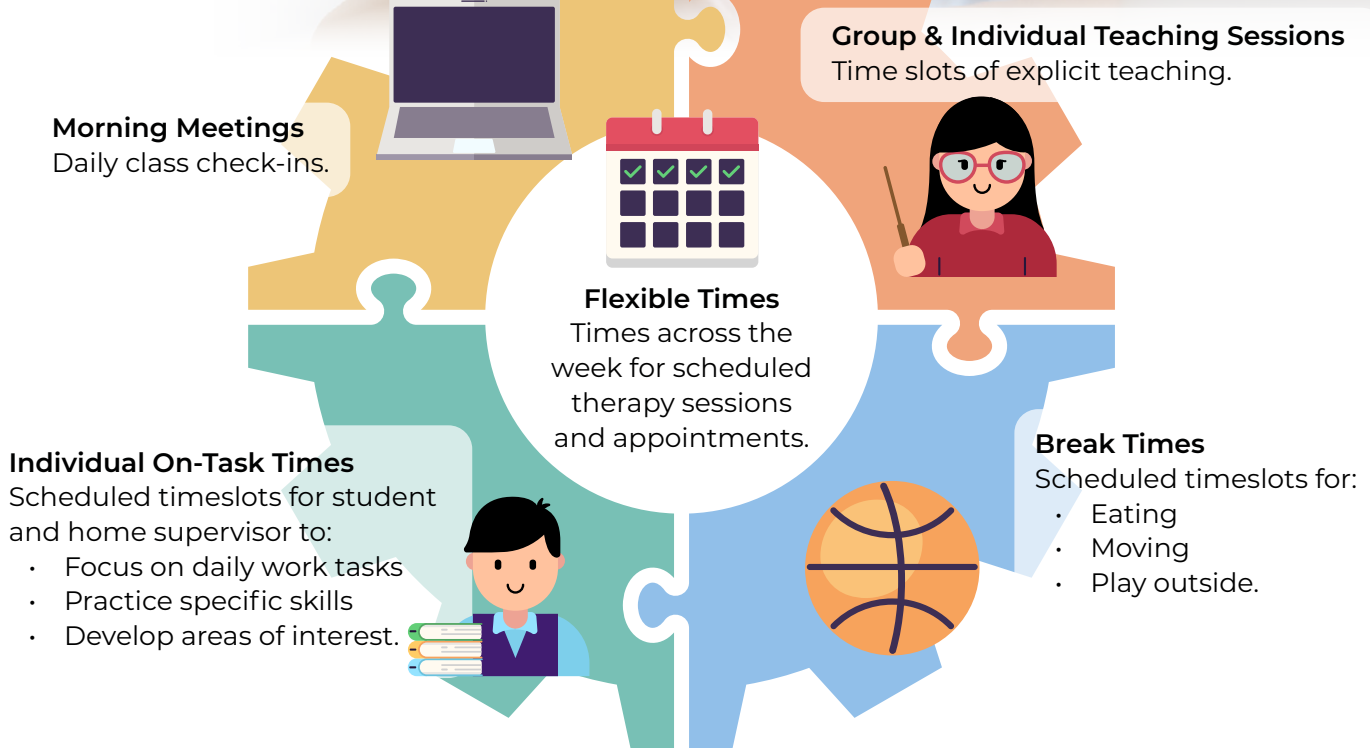 Group & Individual Teaching Sessions
Time slots of explicit teaching.
Morning Meetings
Daily class check-ins.
Flexible Times
Times across the
week for scheduled
therapy sessions
and appointments.
Individual On-Task Times
Scheduled timeslots for student
and home supervisor to:
• Focus on daily work tasks
• Practice specific skills
• Develop areas of interest.
Break Times
Scheduled timeslots for:
• Eating
• Moving
• Play outside.